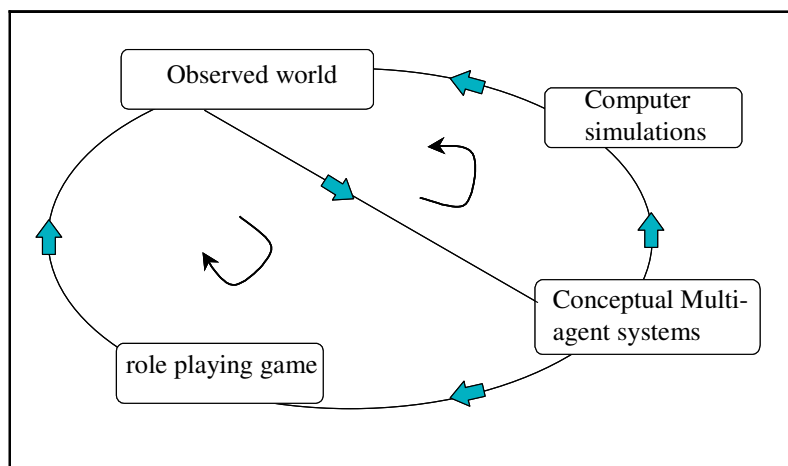 Observed world
Computer
simulations
Conceptual Multi-
agent systems
role playing game